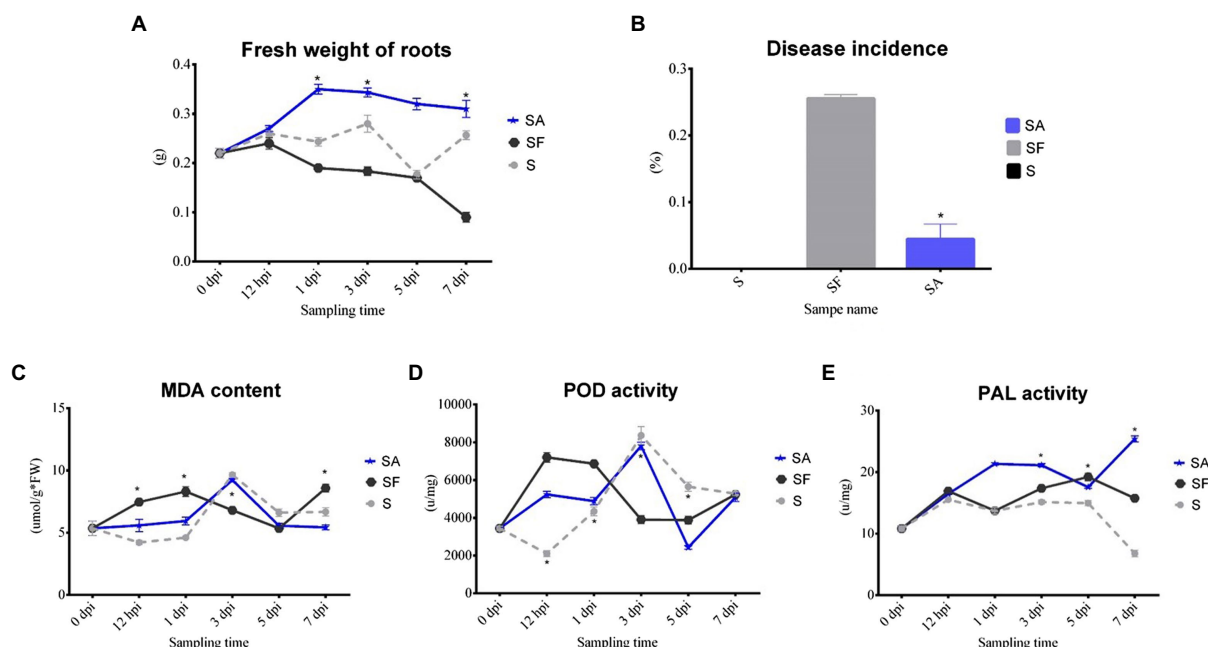 A
Fresh weight of roots
0.4
0.3
0.2
0.1
0.0
(g)
* * *
0 dpi
12 hpi
1 dpi
3 dpi
5 dpi
7 dpi
Sampling time
SA
SF
S
B
Disease incidence
0.3
0.2
0.1
0.0
(%)
*
S
SF
SA
Sampe name
SA
SF
S
C
MDA content
15
10
5
0
(umol/g*FW)
* * * *
0 dpi
12 hpi
1 dpi
3 dpi
5 dpi
7 dpi
Sampling time
SA
SF
S
D
POD activity
10000
8000
6000
4000
2000
0
(u/mg)
* * * *
0 dpi
12 hpi
1 dpi
3 dpi
5 dpi
7 dpi
Sampling time
SA
SF
S
E
PAL activity
30
20
10
0
(u/mg)
* * *
0 dpi
12 hpi
1 dpi
3 dpi
5 dpi
7 dpi
Sampling time
SA
SF
S